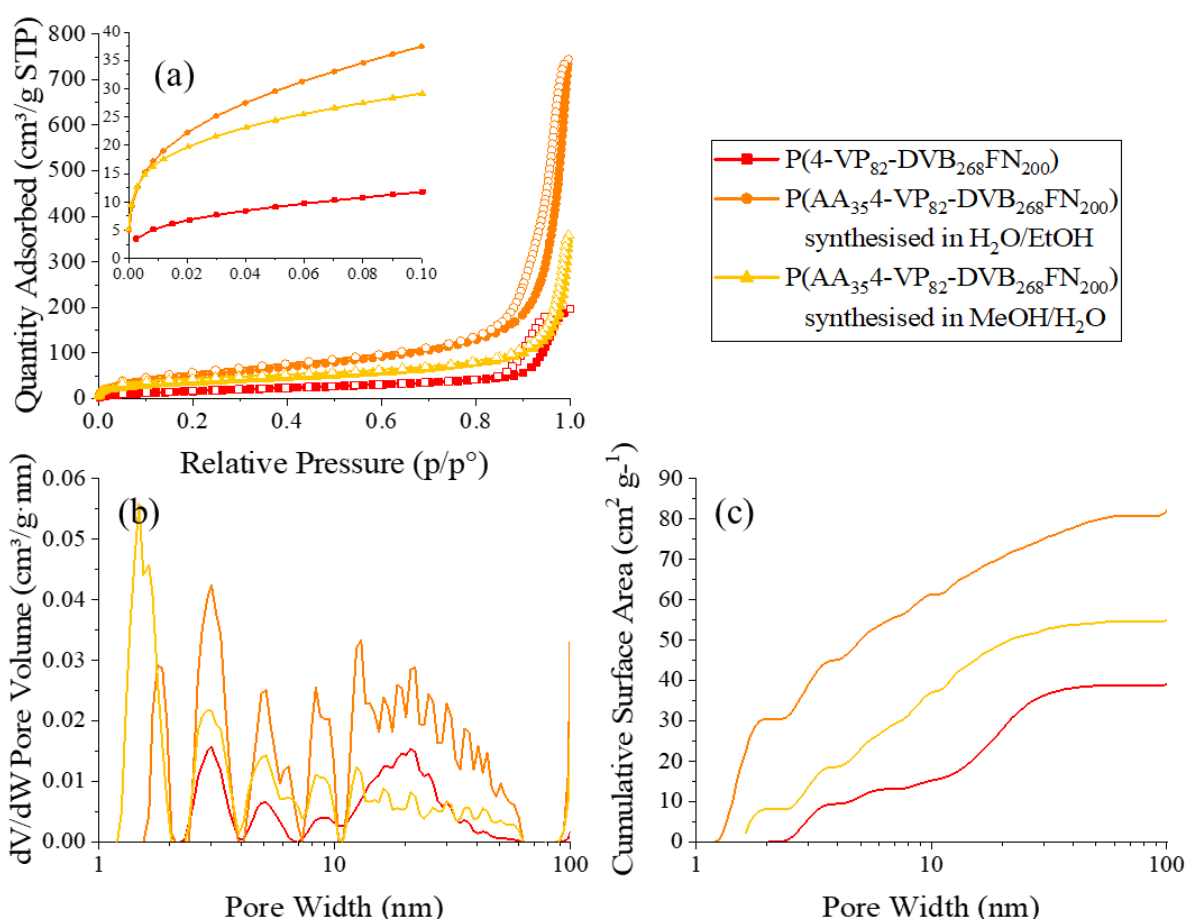 (a)
Quantity Adsorbed (cm³/g STP)
800
700
600
500
400
300
200
100
0
40
35
30
25
20
15
10
5
0
0.00 0.02 0.04 0.06 0.08 0.10
0.0 0.2 0.4 0.6 0.8 1.0
Relative Pressure (p/p°)
P(4-VP₈₂-DVB₂₆₈FN₂₀₀)
P(AA₃₅4-VP₈₂-DVB₂₆₈FN₂₀₀)
synthesised in H₂O/EtOH
P(AA₃₅4-VP₈₂-DVB₂₆₈FN₂₀₀)
synthesised in MeOH/H₂O
(b)
dV/dW Pore Volume (cm³/g·nm)
0.06
0.05
0.04
0.03
0.02
0.01
0.00
1 10 100
Pore Width (nm)
(c)
Cumulative Surface Area (cm² g-¹)
90
80
70
60
50
40
30
20
10
0
1 10 100
Pore Width (nm)